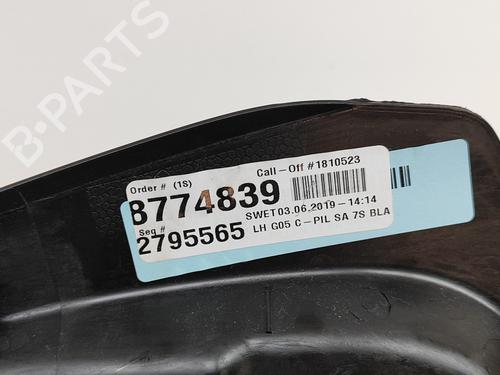 B-PARTS
Order # (1S)
Call-Off #1810523
8774839
SWET03.06.2019-14:14
Seq #
2795565
LH G05 C-PIL SA 7S BLA